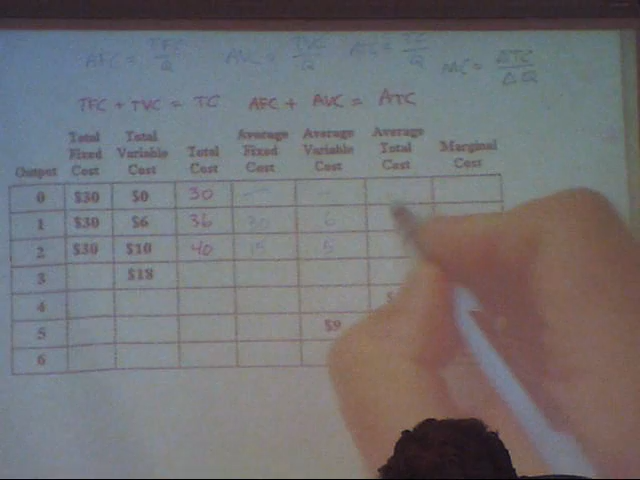 AFC = TFC/Q AVC = TVC/Q ATC = TC/Q MC = ΔTC/ΔQ
TFC + TVC = TC AFC + AVC = ATC
Output Total Fixed Cost Total Variable Cost Total Cost Average Fixed Cost Average Variable Cost Average Total Cost Marginal Cost
0 $30 $0 30 — —
1 $30 $6 36 30 6
2 $30 $10 40 15 5
3 $18
4
5 $9
6